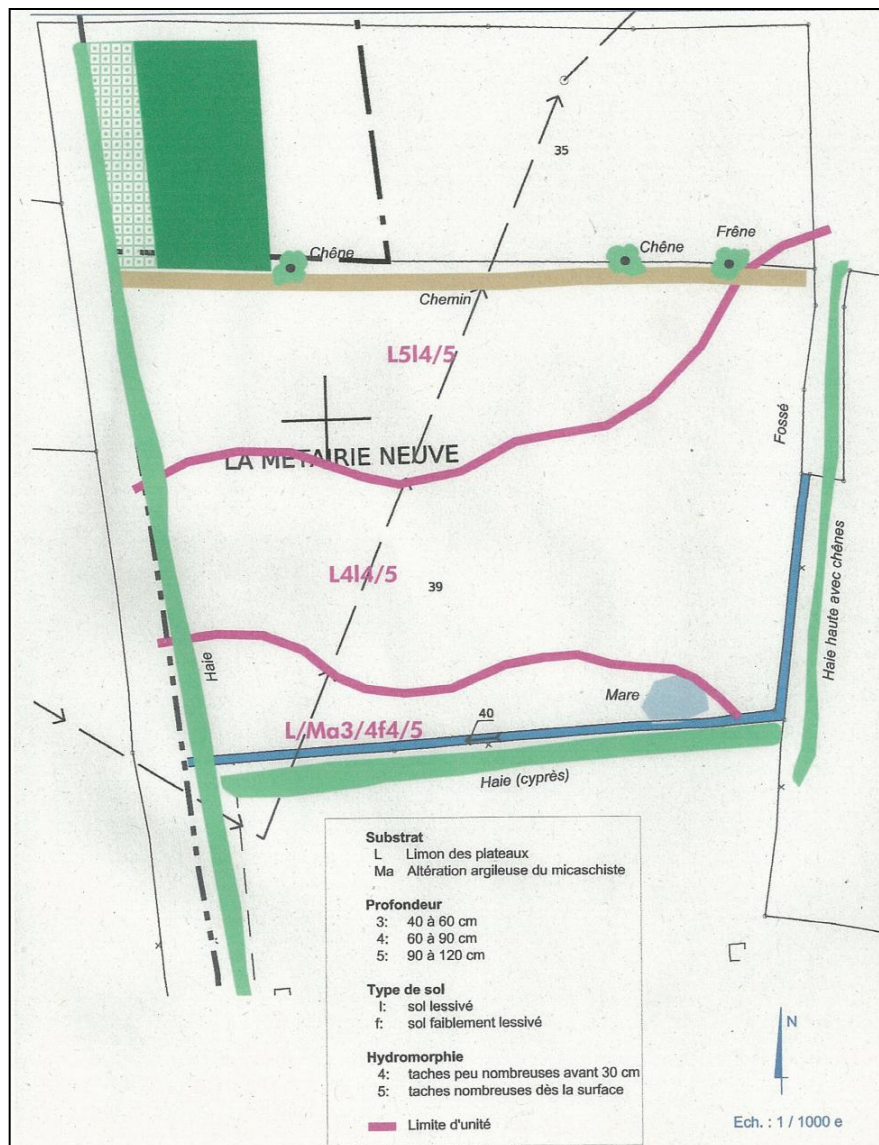 35
Chêne
Chêne
Frêne
Chemin
L5l4/5
Fossé
LA METAIRIE NEUVE
L4l4/5
39
Haie haute avec chênes
Haie
Mare
40
L/Ma3/4f4/5
Haie (cyprès)
Substrat
L Limon des plateaux
Ma Altération argileuse du micaschiste
Profondeur
3: 40 à 60 cm
4: 60 à 90 cm
5: 90 à 120 cm
Type de sol
l: sol lessivé
f: sol faiblement lessivé
Hydromorphie
4: taches peu nombreuses avant 30 cm
5: taches nombreuses dès la surface
Limite d'unité
N
Ech. : 1 / 1000 e